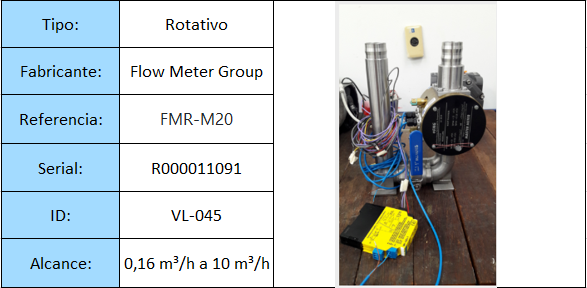 Tipo: Rotativo
Fabricante: Flow Meter Group
Referencia: FMR-M20
Serial: R000011091
ID: VL-045
Alcance: 0,16 m³/h a 10 m³/h